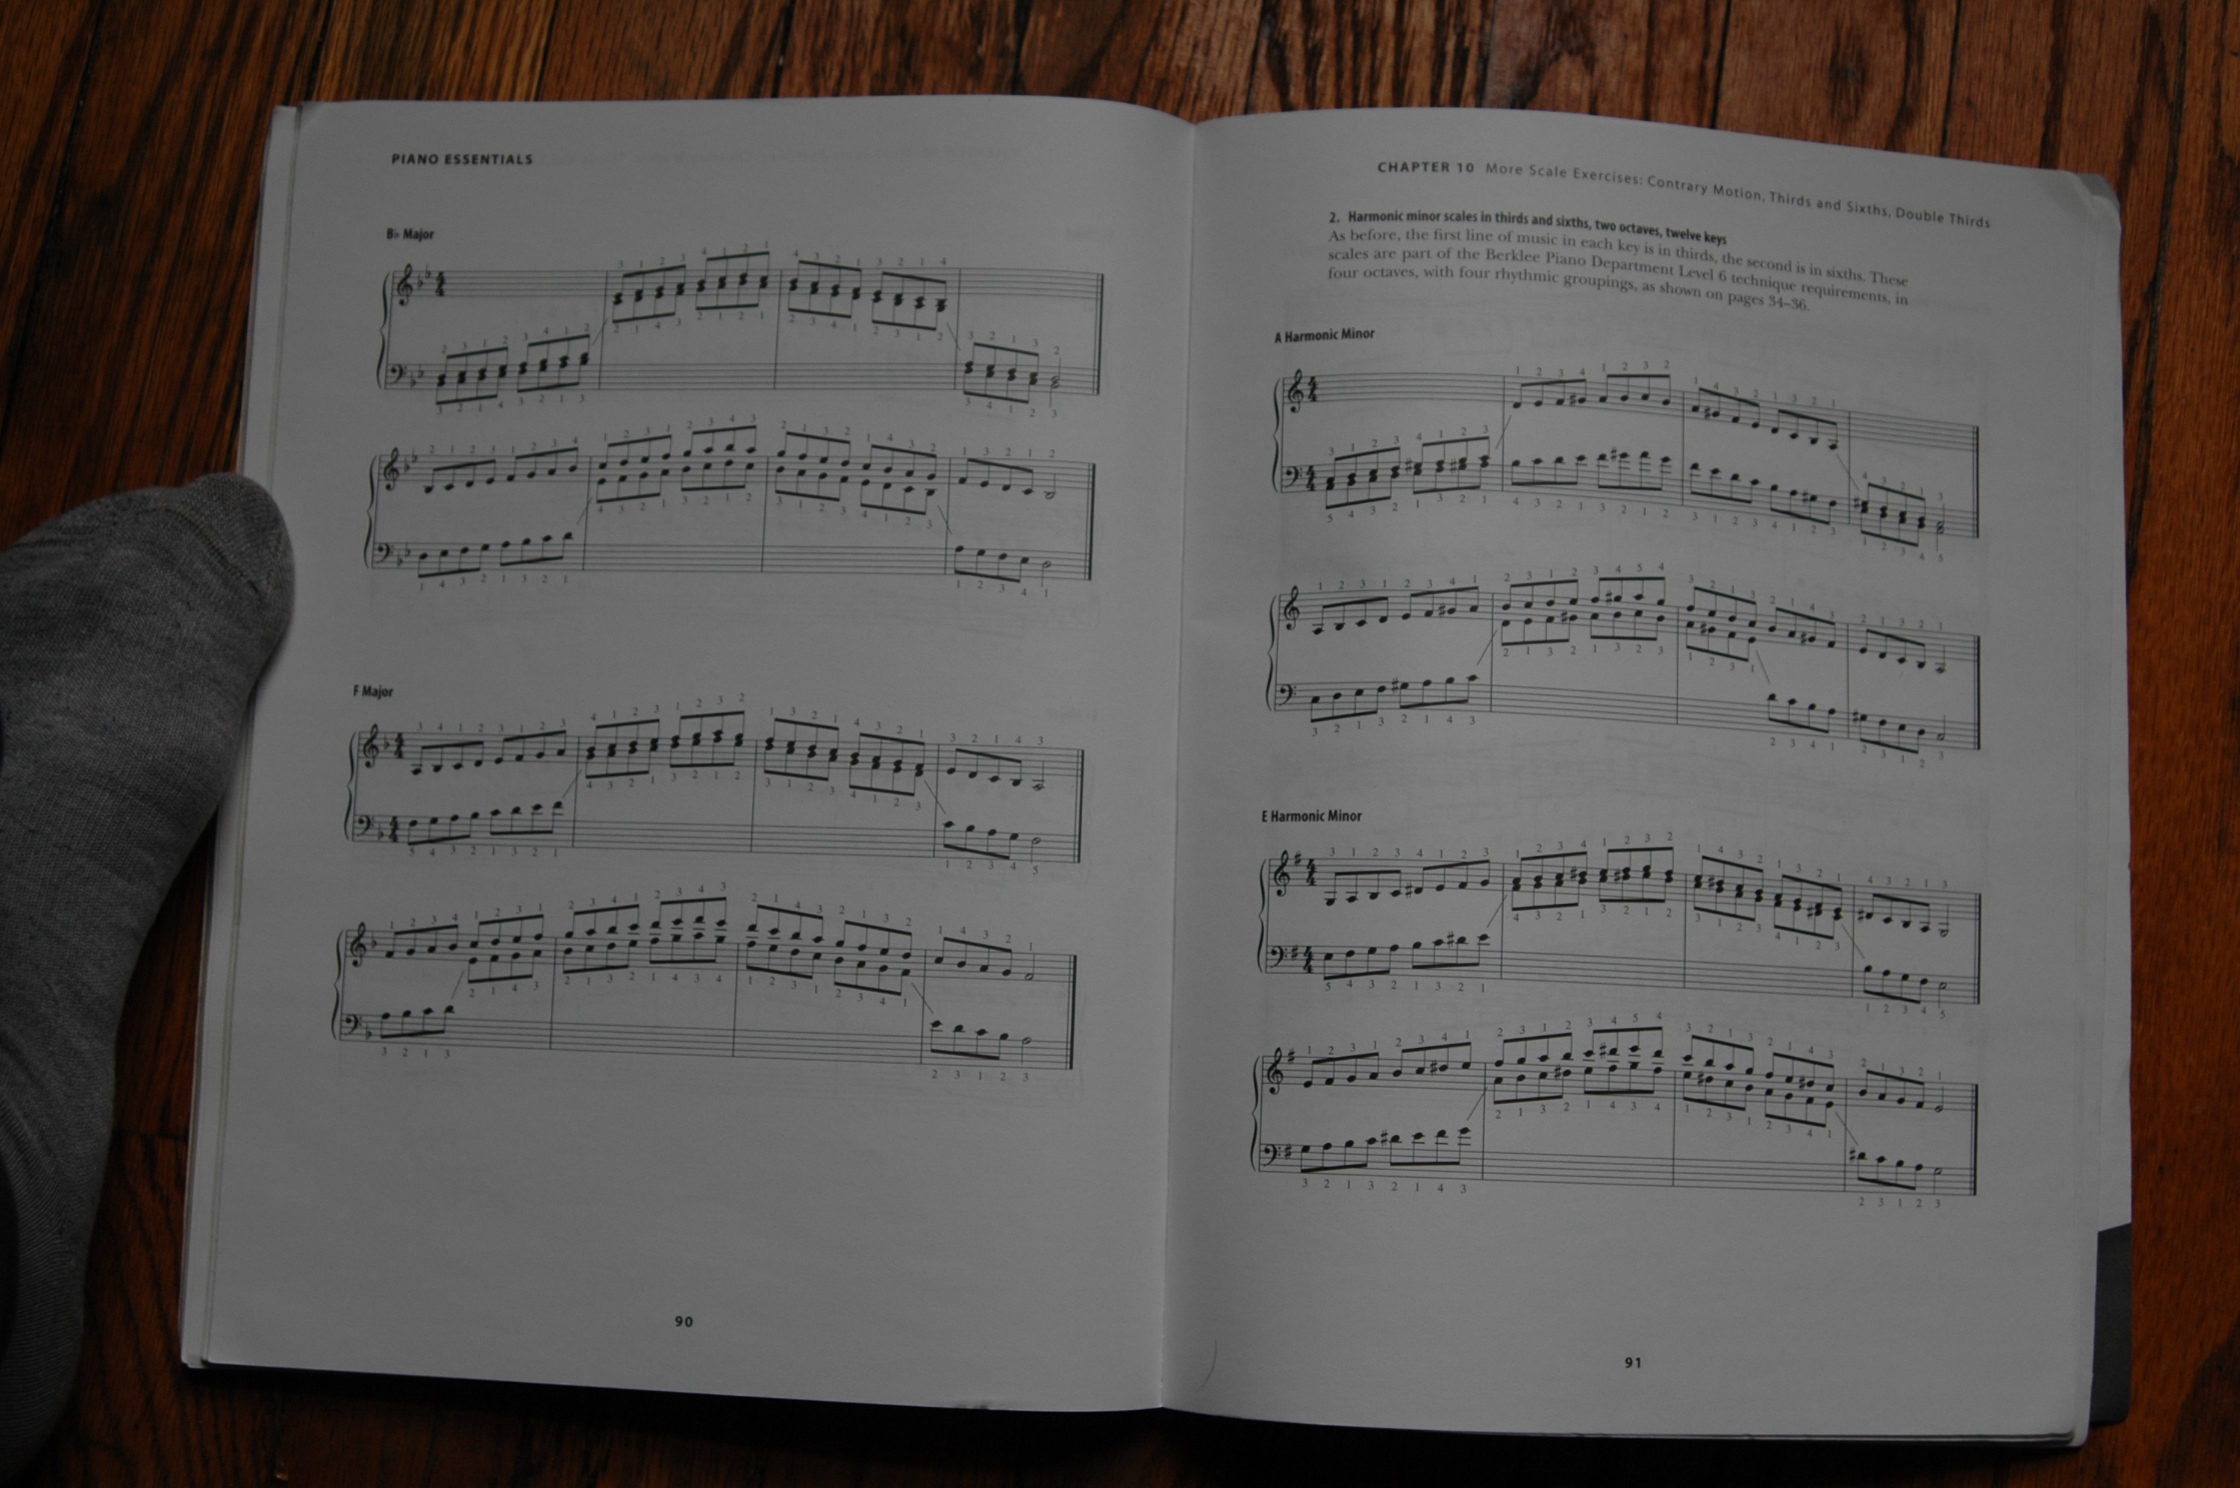 PIANO ESSENTIALS
B♭ Major
F Major
90
CHAPTER 10 More Scale Exercises: Contrary Motion, Thirds and Sixths, Double Thirds
2. Harmonic minor scales in thirds and sixths, two octaves, twelve keys
As before, the first line of music in each key is in thirds, the second is in sixths. These
scales are part of the Berklee Piano Department Level 6 technique requirements, in
four octaves, with four rhythmic groupings, as shown on pages 34–36.
A Harmonic Minor
E Harmonic Minor
91